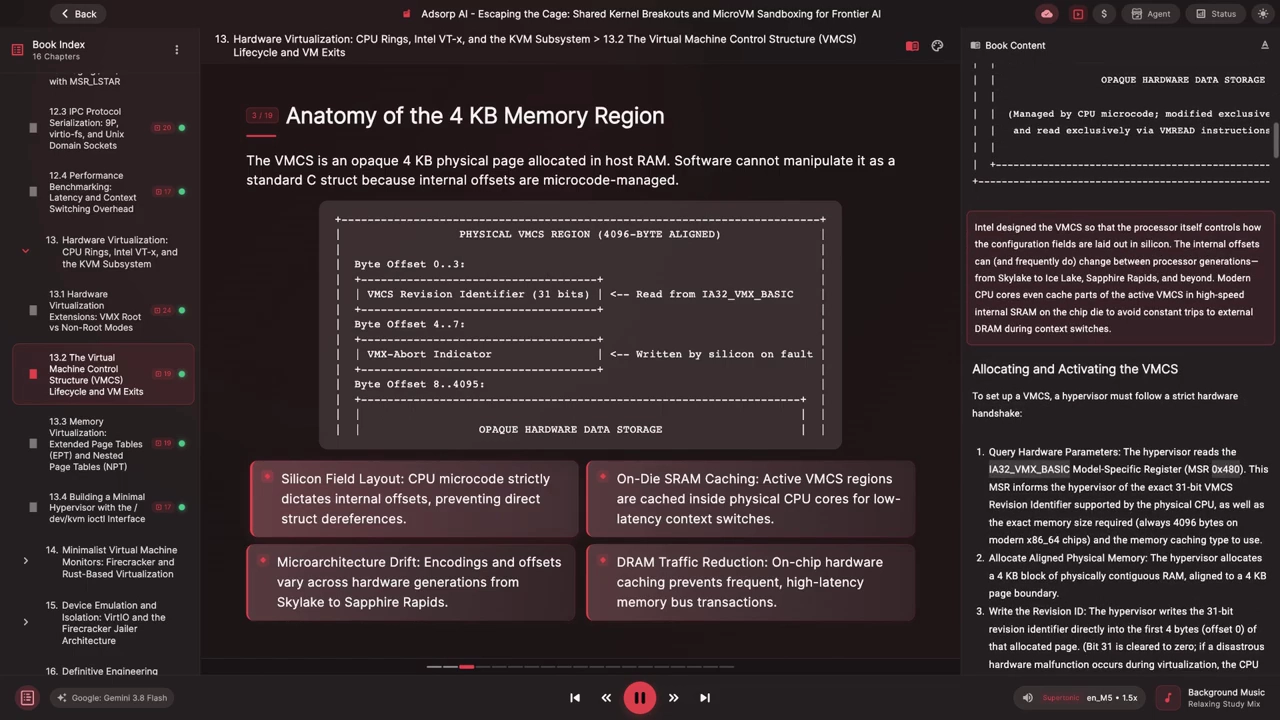 Back
Adsorp AI - Escaping the Cage: Shared Kernel Breakouts and MicroVM Sandboxing for Frontier AI
$
Agent
Status
Book Index
16 Chapters
with MSR_LSTAR
12.3 IPC Protocol
Serialization: 9P,
virtio-fs, and Unix
Domain Sockets
20
12.4 Performance
Benchmarking:
Latency and Context
Switching Overhead
17
13. Hardware Virtualization:
CPU Rings, Intel VT-x, and
the KVM Subsystem
13.1 Hardware
Virtualization
Extensions: VMX Root
vs Non-Root Modes
24
13.2 The Virtual
Machine Control
Structure (VMCS)
Lifecycle and VM Exits
19
13.3 Memory
Virtualization:
Extended Page Tables
(EPT) and Nested
Page Tables (NPT)
19
13.4 Building a Minimal
Hypervisor with the /
dev/kvm ioctl Interface
17
14. Minimalist Virtual Machine
Monitors: Firecracker and
Rust-Based Virtualization
15. Device Emulation and
Isolation: VirtIO and the
Firecracker Jailer
Architecture
16. Definitive Engineering
13. Hardware Virtualization: CPU Rings, Intel VT-x, and the KVM Subsystem > 13.2 The Virtual Machine Control Structure (VMCS)
Lifecycle and VM Exits
3 / 19
Anatomy of the 4 KB Memory Region
The VMCS is an opaque 4 KB physical page allocated in host RAM. Software cannot manipulate it as a
standard C struct because internal offsets are microcode-managed.
PHYSICAL VMCS REGION (4096-BYTE ALIGNED)
Byte Offset 0..3:
VMCS Revision Identifier (31 bits) | <-- Read from IA32_VMX_BASIC
Byte Offset 4..7:
VMX-Abort Indicator | <-- Written by silicon on fault
Byte Offset 8..4095:
OPAQUE HARDWARE DATA STORAGE
Silicon Field Layout: CPU microcode strictly
dictates internal offsets, preventing direct
struct dereferences.
On-Die SRAM Caching: Active VMCS regions
are cached inside physical CPU cores for low-
latency context switches.
Microarchitecture Drift: Encodings and offsets
vary across hardware generations from
Skylake to Sapphire Rapids.
DRAM Traffic Reduction: On-chip hardware
caching prevents frequent, high-latency
memory bus transactions.
Book Content
OPAQUE HARDWARE DATA STORAGE
(Managed by CPU microcode; modified exclusive
and read exclusively via VMREAD instructions
Intel designed the VMCS so that the processor itself controls how
the configuration fields are laid out in silicon. The internal offsets
can (and frequently do) change between processor generations—
from Skylake to Ice Lake, Sapphire Rapids, and beyond. Modern
CPU cores even cache parts of the active VMCS in high-speed
internal SRAM on the chip die to avoid constant trips to external
DRAM during context switches.
Allocating and Activating the VMCS
To set up a VMCS, a hypervisor must follow a strict hardware
handshake:
1. Query Hardware Parameters: The hypervisor reads the
IA32_VMX_BASIC Model-Specific Register (MSR 0x480). This
MSR informs the hypervisor of the exact 31-bit VMCS
Revision Identifier supported by the physical CPU, as well as
the exact memory size required (always 4096 bytes on
modern x86_64 chips) and the memory caching type to use.
2. Allocate Aligned Physical Memory: The hypervisor allocates
a 4 KB block of physically contiguous RAM, aligned to a 4 KB
page boundary.
3. Write the Revision ID: The hypervisor writes the 31-bit
revision identifier directly into the first 4 bytes (offset 0) of
that allocated page. (Bit 31 is cleared to zero; if a disastrous
hardware malfunction occurs during virtualization, the CPU
Google: Gemini 3.8 Flash
Supersonic
en_M5 • 1.5x
Background Music
Relaxing Study Mix